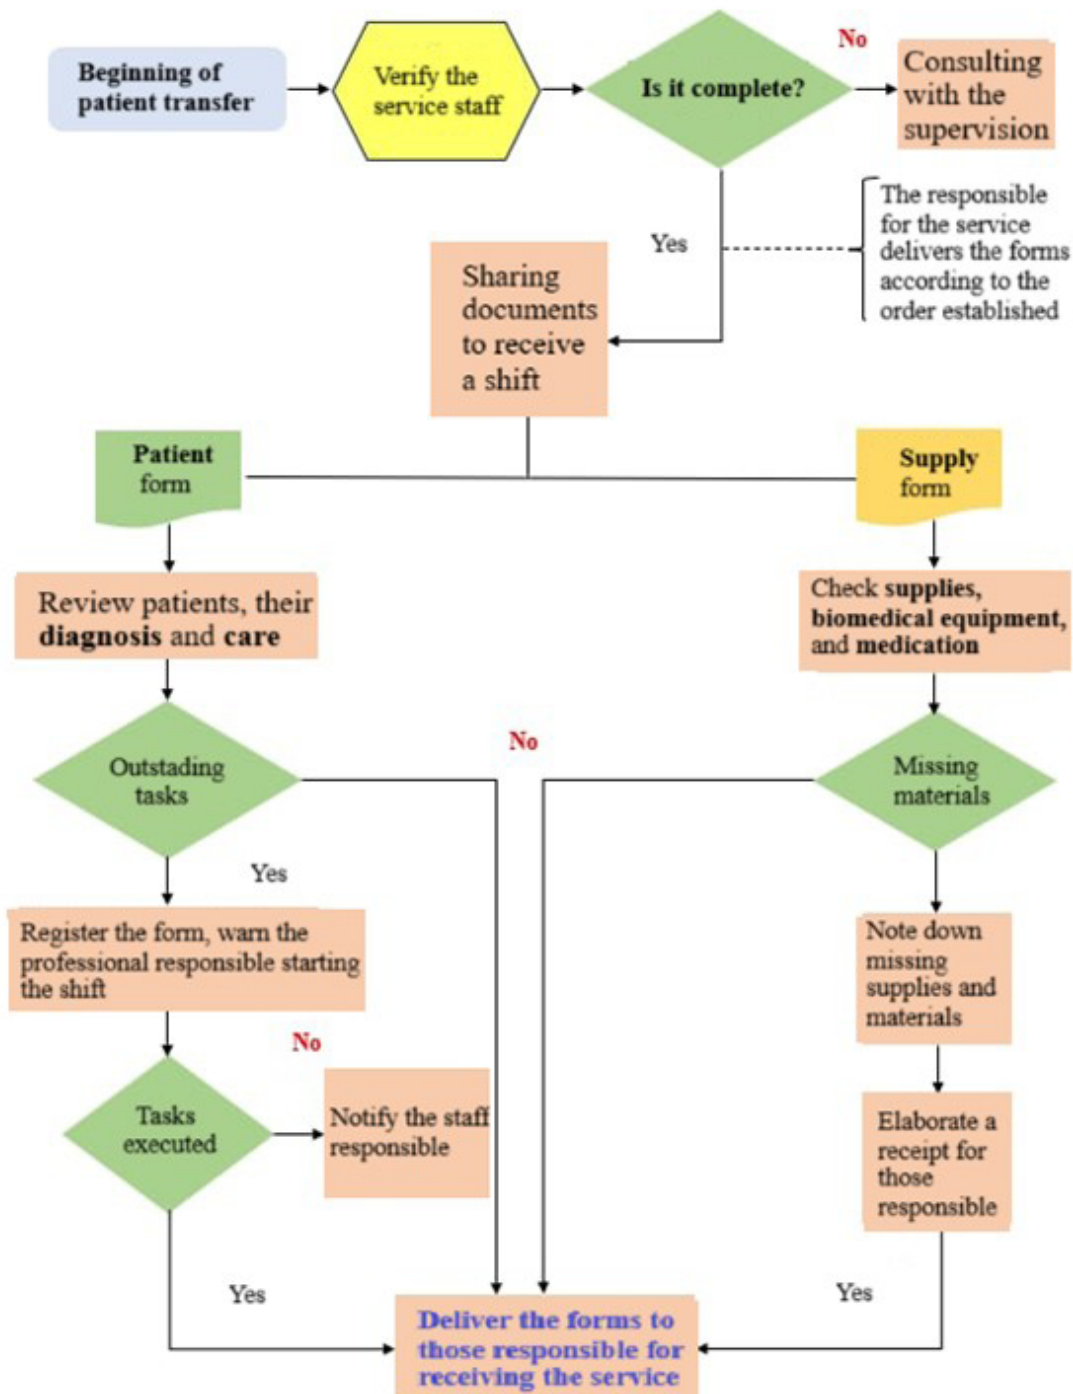 Beginning of
patient transfer
Verify the
service staff
Is it complete?
No
Consulting
with the
supervision
Yes
The responsible
for the service
delivers the forms
according to the
order established
Sharing
documents
to receive
a shift
Patient
form
Supply
form
Review patients, their
diagnosis and care
Check supplies,
biomedical equipment,
and medication
Outstading
tasks
No
Missing
materials
Yes
Register the form, warn the
professional responsible starting
the shift
Note down
missing
supplies and
materials
No
Tasks
executed
Notify the staff
responsible
Elaborate a
receipt for
those
responsible
Yes
Yes
Deliver the forms to
those responsible for
receiving the service